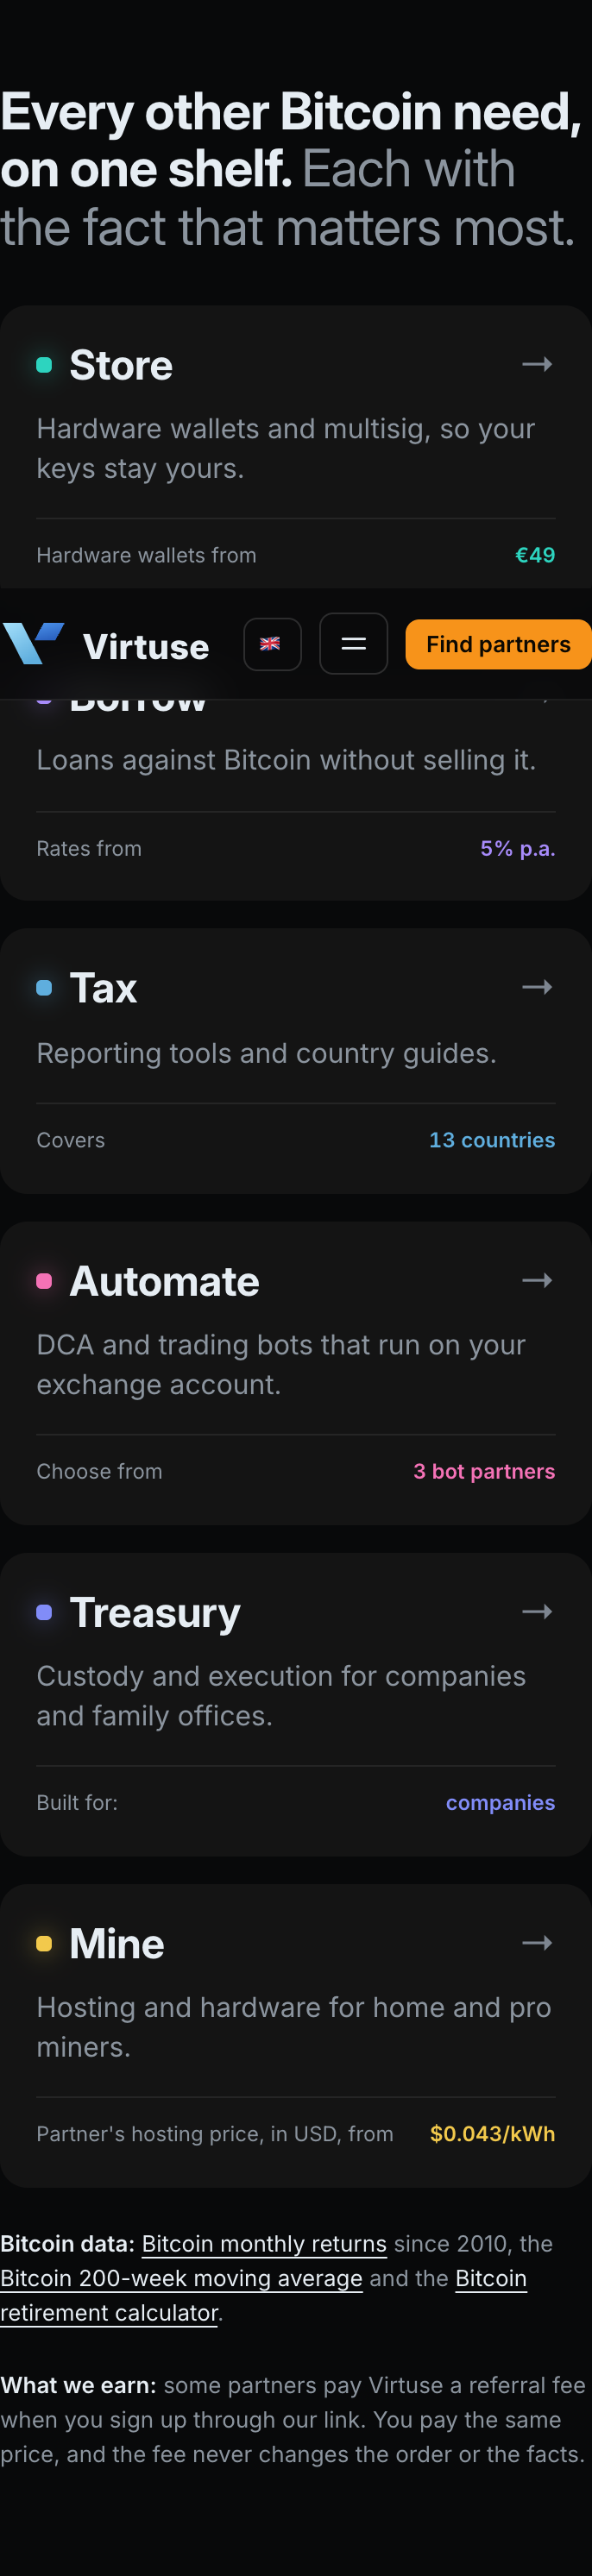 Every other Bitcoin need,
on one shelf. Each with
the fact that matters most.
Store
Hardware wallets and multisig, so your
keys stay yours.
Hardware wallets from €49
Virtuse
Find partners
Borrow
Loans against Bitcoin without selling it.
Rates from 5% p.a.
Tax
Reporting tools and country guides.
Covers 13 countries
Automate
DCA and trading bots that run on your
exchange account.
Choose from 3 bot partners
Treasury
Custody and execution for companies
and family offices.
Built for: companies
Mine
Hosting and hardware for home and pro
miners.
Partner's hosting price, in USD, from $0.043/kWh
Bitcoin data: Bitcoin monthly returns since 2010, the
Bitcoin 200-week moving average and the Bitcoin
retirement calculator.
What we earn: some partners pay Virtuse a referral fee
when you sign up through our link. You pay the same
price, and the fee never changes the order or the facts.